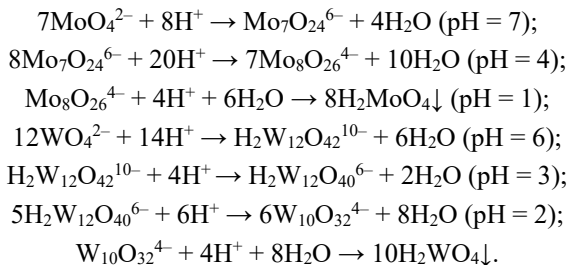 7MoO₄²⁻ + 8H⁺ → Mo₇O₂₄⁶⁻ + 4H₂O (pH = 7);
8Mo₇O₂₄⁶⁻ + 20H⁺ → 7Mo₈O₂₆⁴⁻ + 10H₂O (pH = 4);
Mo₈O₂₆⁴⁻ + 4H⁺ + 6H₂O → 8H₂MoO₄↓ (pH = 1);
12WO₄²⁻ + 14H⁺ → H₂W₁₂O₄₂¹⁰⁻ + 6H₂O (pH = 6);
H₂W₁₂O₄₂¹⁰⁻ + 4H⁺ → H₂W₁₂O₄₀⁶⁻ + 2H₂O (pH = 3);
5H₂W₁₂O₄₀⁶⁻ + 6H⁺ → 6W₁₀O₃₂⁴⁻ + 8H₂O (pH = 2);
W₁₀O₃₂⁴⁻ + 4H⁺ + 8H₂O → 10H₂WO₄↓.